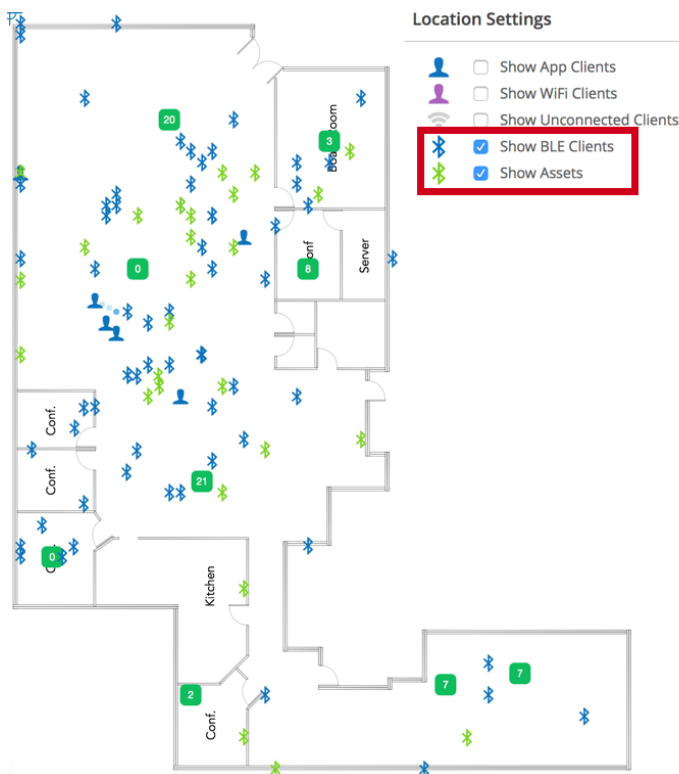 Location Settings
Show App Clients
Show WiFi Clients
Show Unconnected Clients
Show BLE Clients
Show Assets
20
3
Room
0
8
Server
Conf.
Conf.
21
0
Kitchen
2
Conf.
7
7